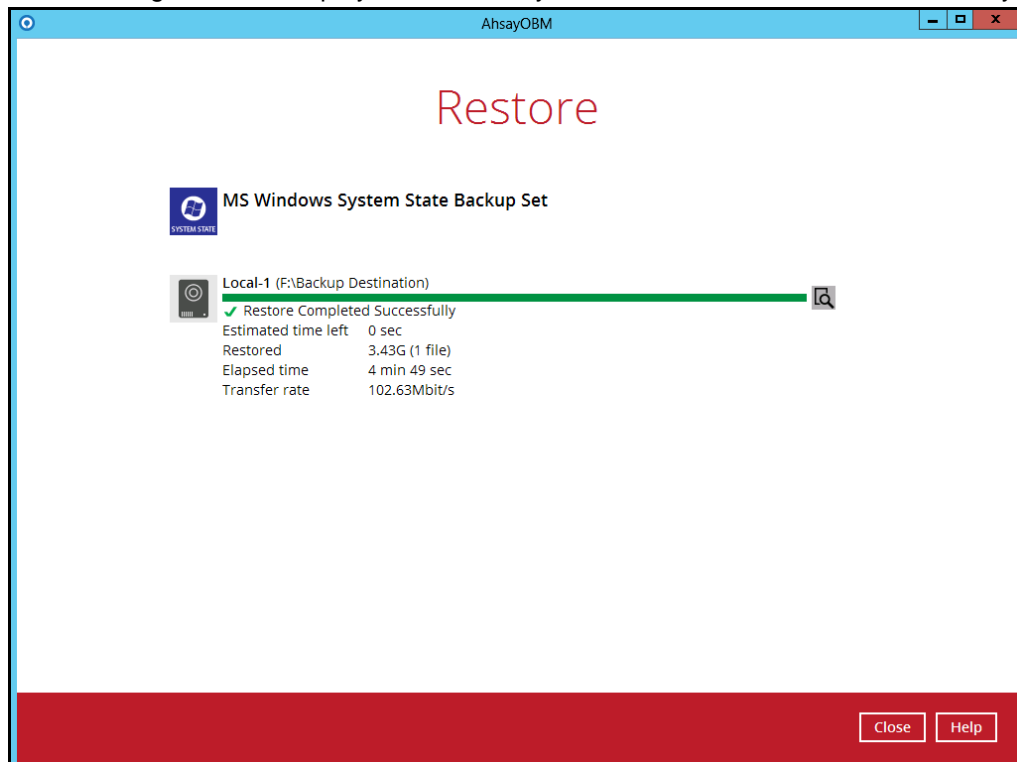 AhsayOBM
Restore
MS Windows System State Backup Set
SYSTEM STATE
Local-1 (F:\Backup Destination)
Restore Completed Successfully
Estimated time left 0 sec
Restored 3.43G (1 file)
Elapsed time 4 min 49 sec
Transfer rate 102.63Mbit/s
Close Help